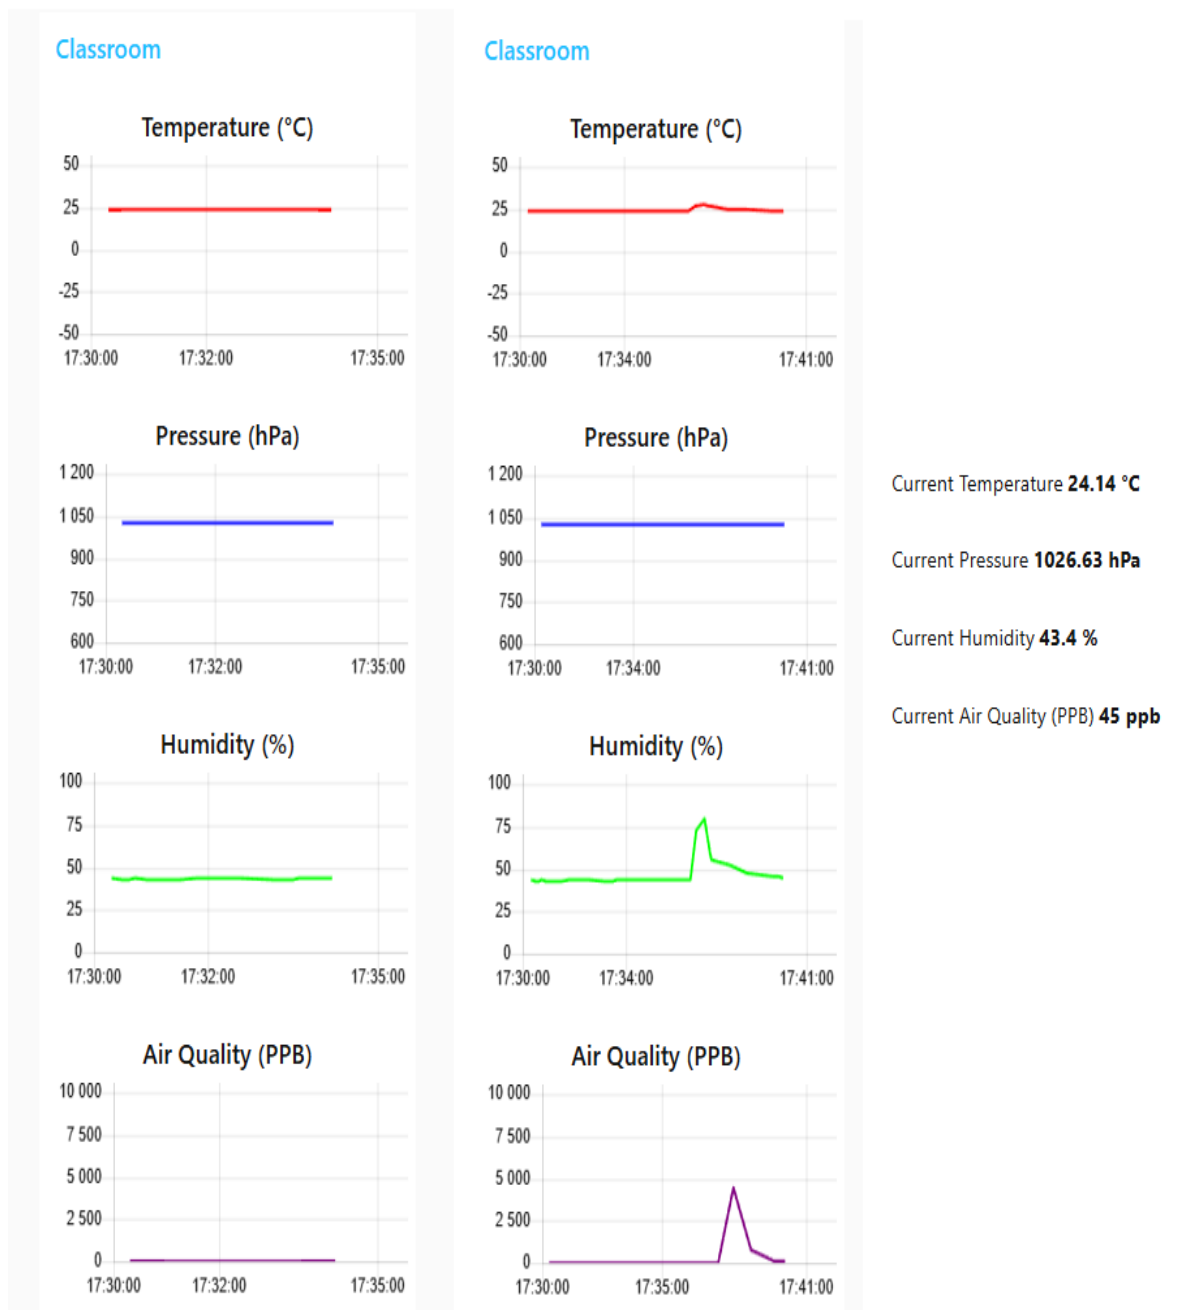 Classroom
Temperature (°C)
50
25
0
-25
-50
17:30:00 17:32:00 17:35:00
Pressure (hPa)
1 200
1 050
900
750
600
17:30:00 17:32:00 17:35:00
Humidity (%)
100
75
50
25
0
17:30:00 17:32:00 17:35:00
Air Quality (PPB)
10 000
7 500
5 000
2 500
0
17:30:00 17:32:00 17:35:00
Classroom
Temperature (°C)
50
25
0
-25
-50
17:30:00 17:34:00 17:41:00
Pressure (hPa)
1 200
1 050
900
750
600
17:30:00 17:34:00 17:41:00
Humidity (%)
100
75
50
25
0
17:30:00 17:34:00 17:41:00
Air Quality (PPB)
10 000
7 500
5 000
2 500
0
17:30:00 17:35:00 17:41:00
Current Temperature 24.14 °C
Current Pressure 1026.63 hPa
Current Humidity 43.4 %
Current Air Quality (PPB) 45 ppb